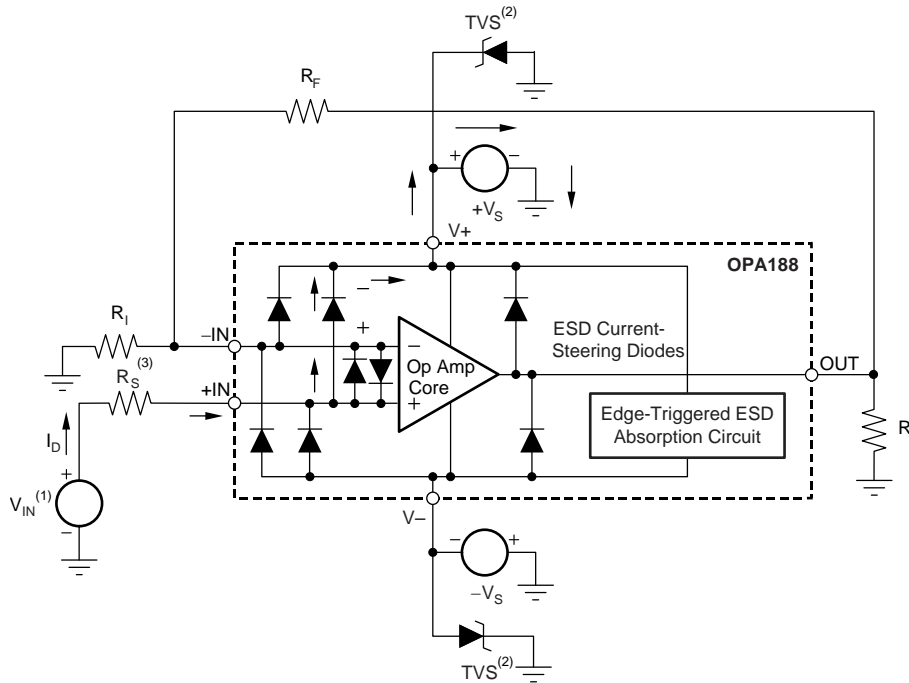 TVS(2)
RF
+ −
+VS
V+
OPA188
−
RI
−IN
+
−
ESD Current-
Steering Diodes
Op Amp
Core
OUT
RS(3)
+IN
+
Edge-Triggered ESD
Absorption Circuit
R
ID
+
VIN(1)
−
V−
− +
−VS
TVS(2)